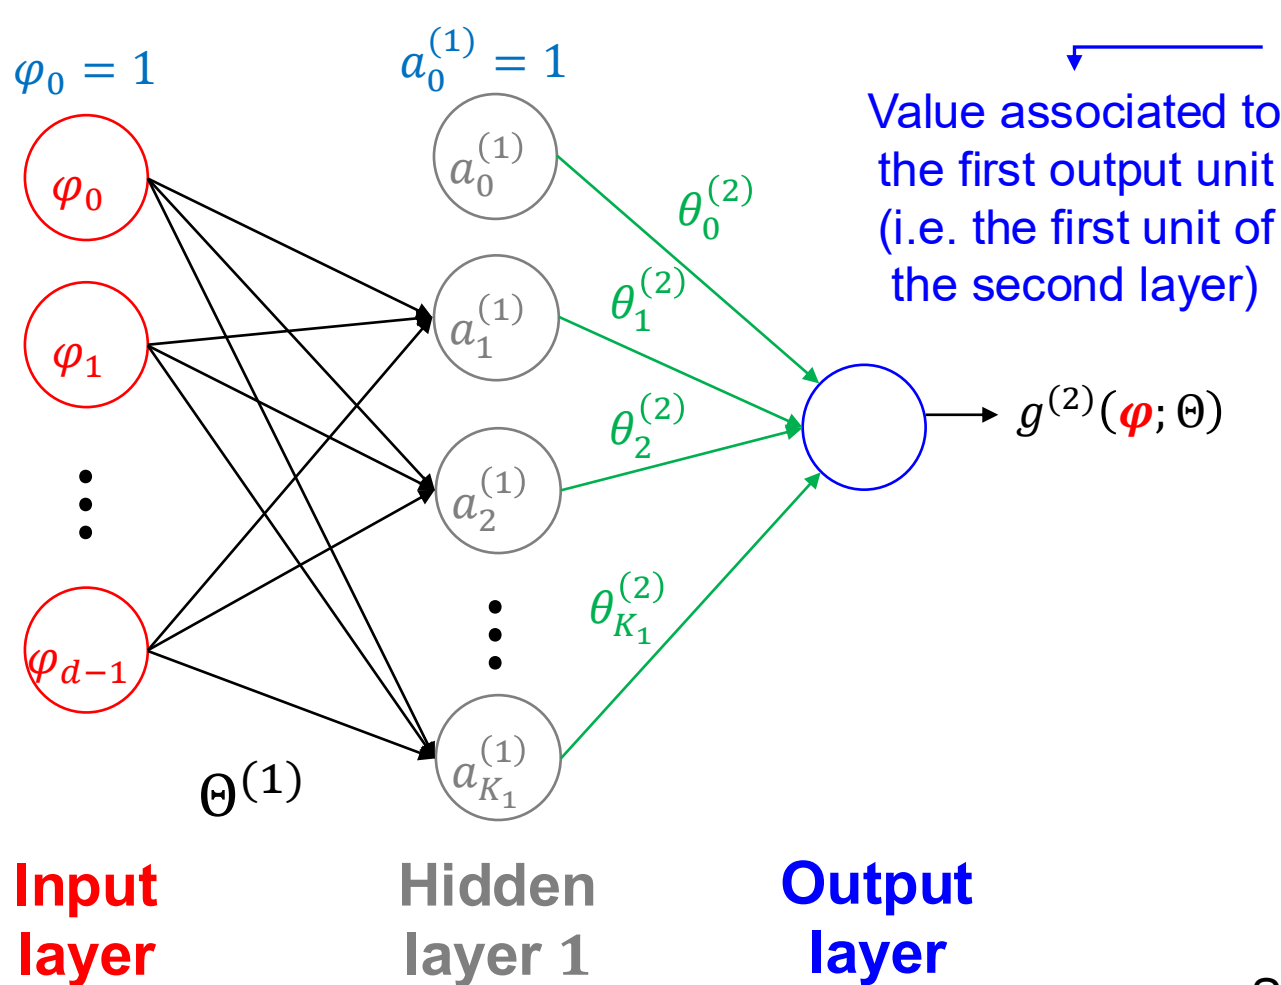 φ₀ = 1
a₀⁽¹⁾ = 1
Value associated to
the first output unit
(i.e. the first unit of
the second layer)
φ₀
a₀⁽¹⁾
θ₀⁽²⁾
φ₁
a₁⁽¹⁾
θ₁⁽²⁾
g⁽²⁾(φ; Θ)
a₂⁽¹⁾
θ₂⁽²⁾
φ_{d−1}
θ_{K₁}⁽²⁾
a_{K₁}⁽¹⁾
Θ⁽¹⁾
Input
layer
Hidden
layer 1
Output
layer